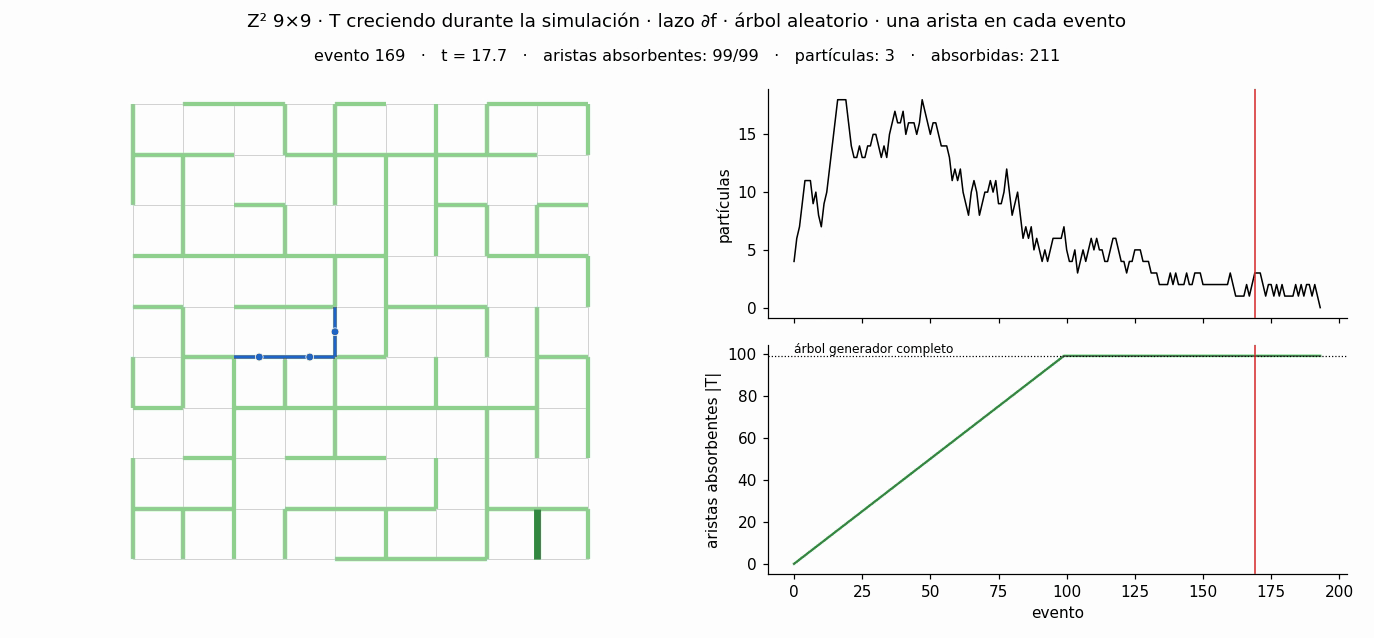 Z² 9×9 · T creciendo durante la simulación · lazo ∂f · árbol aleatorio · una arista en cada evento
evento 169 · t = 17.7 · aristas absorbentes: 99/99 · partículas: 3 · absorbidas: 211
15
10
5
0
partículas
árbol generador completo
100
80
60
40
20
0
aristas absorbentes |T|
0 25 50 75 100 125 150 175 200
evento